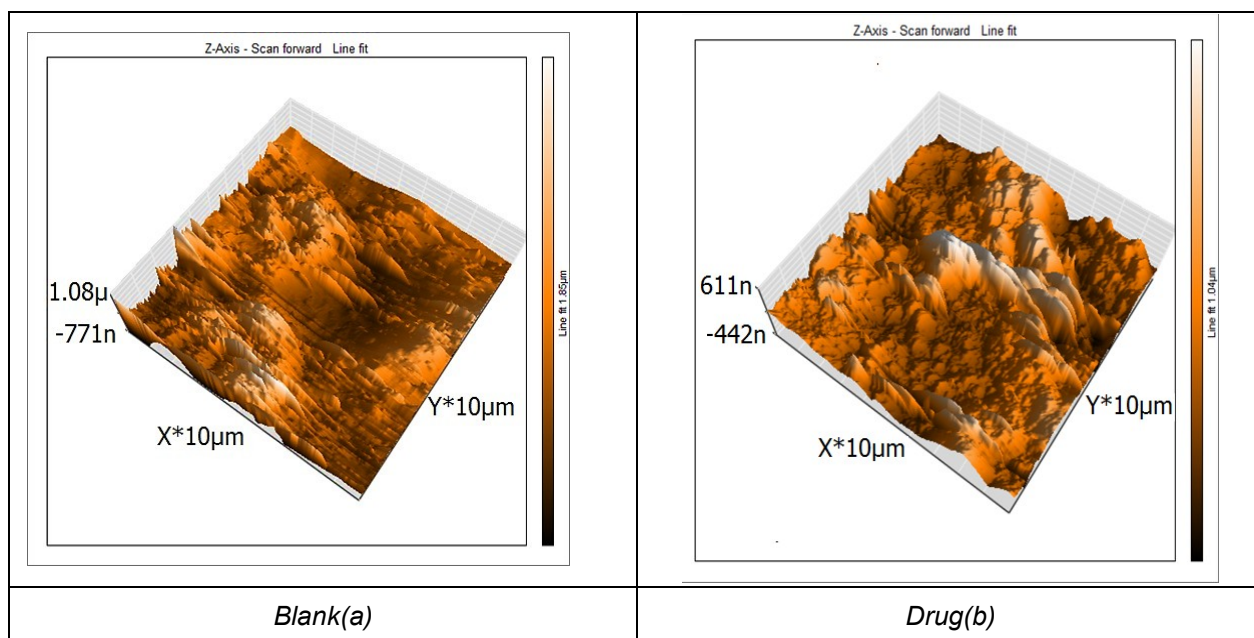 Z-Axis - Scan forward Line fit
1.08µ
-771n
X*10µm
Y*10µm
Line fit 1.85µm
Z-Axis - Scan forward Line fit
611n
-442n
X*10µm
Y*10µm
Line fit 1.04µm
Blank(a)
Drug(b)